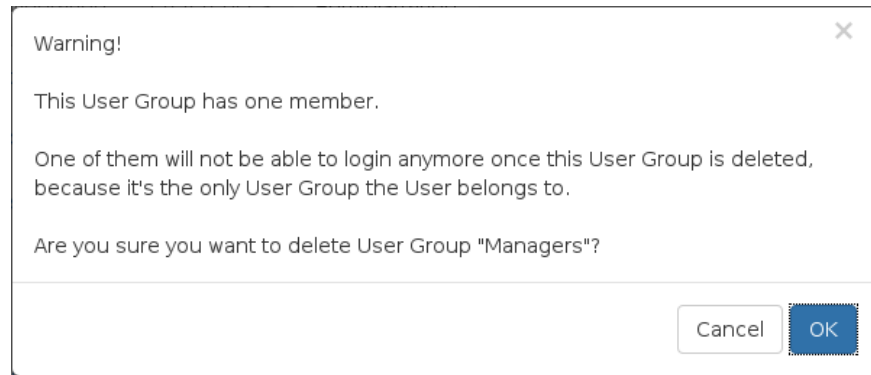 ×
Warning!
This User Group has one member.
One of them will not be able to login anymore once this User Group is deleted,
because it's the only User Group the User belongs to.
Are you sure you want to delete User Group "Managers"?
Cancel OK